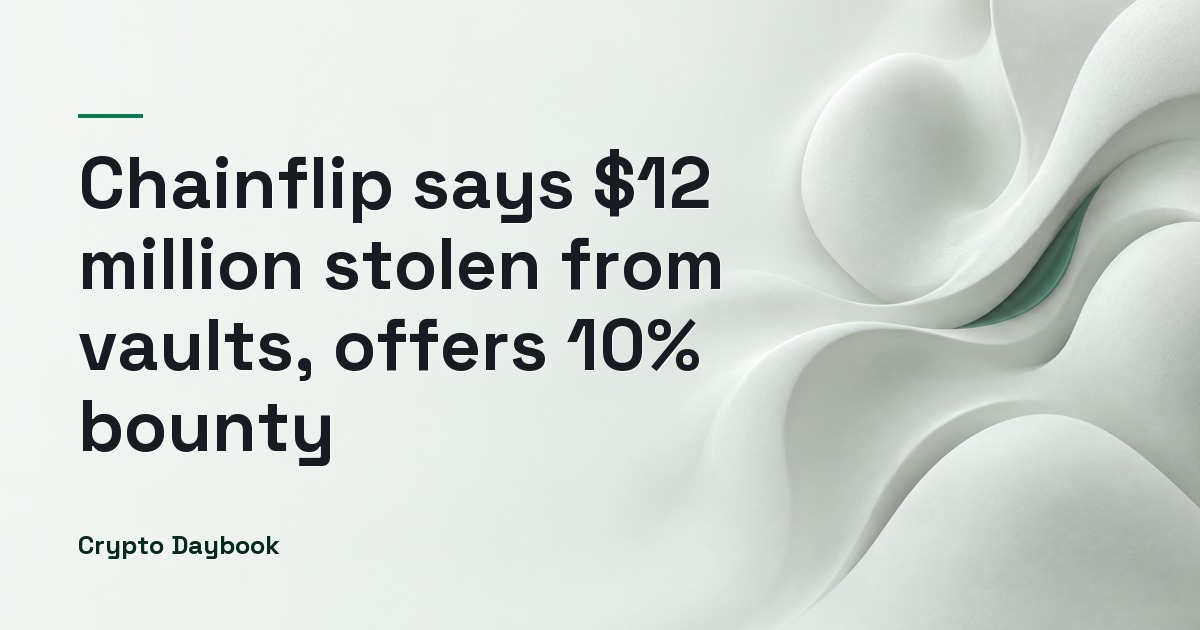 Chainflip says $12
million stolen from
vaults, offers 10%
bounty
Crypto Daybook